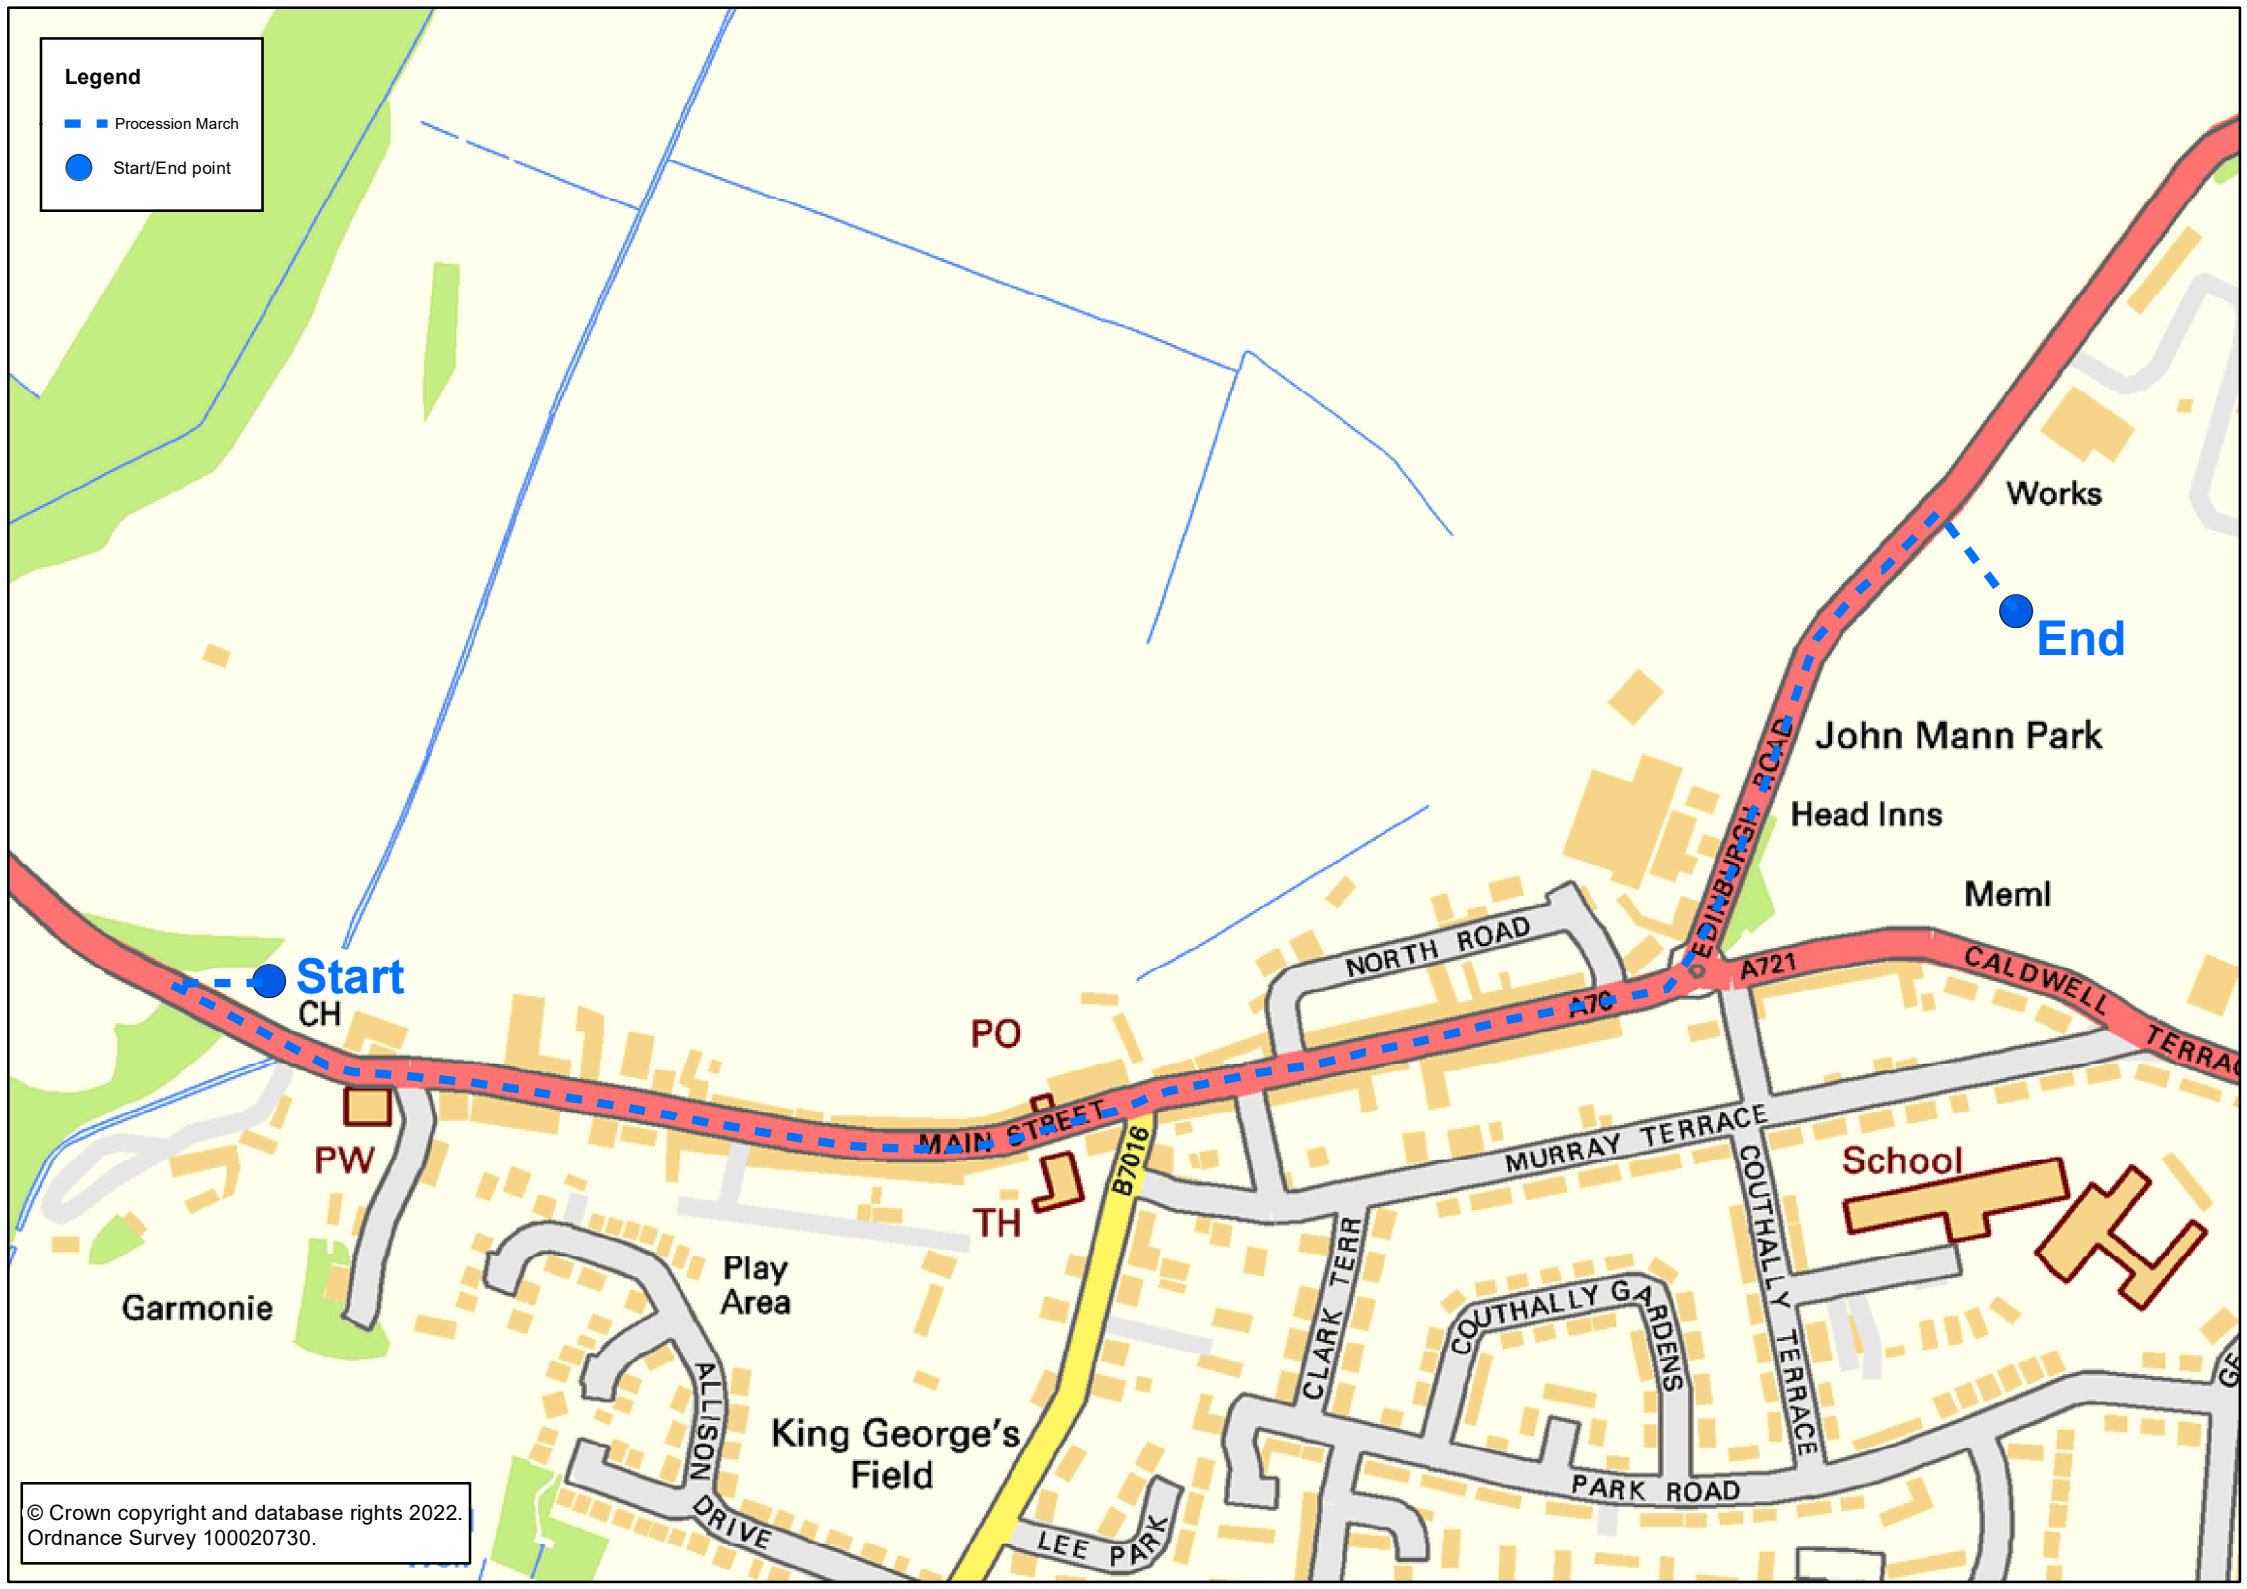 Legend
Procession March
Start/End point
Works
End
John Mann Park
EDINBURGH ROAD
Head Inns
Meml
NORTH ROAD
A721
CALDWELL TERRAC
Start
CH
A70
PO
MAIN STREET
B7016
MURRAY TERRACE
PW
TH
School
COUTHALLY TERRACE
Play
Area
Garmonie
CLARK TERR
COUTHALLY GARDENS
ALLISON DRIVE
King George's
Field
PARK ROAD
LEE PARK
GE
© Crown copyright and database rights 2022.
Ordnance Survey 100020730.